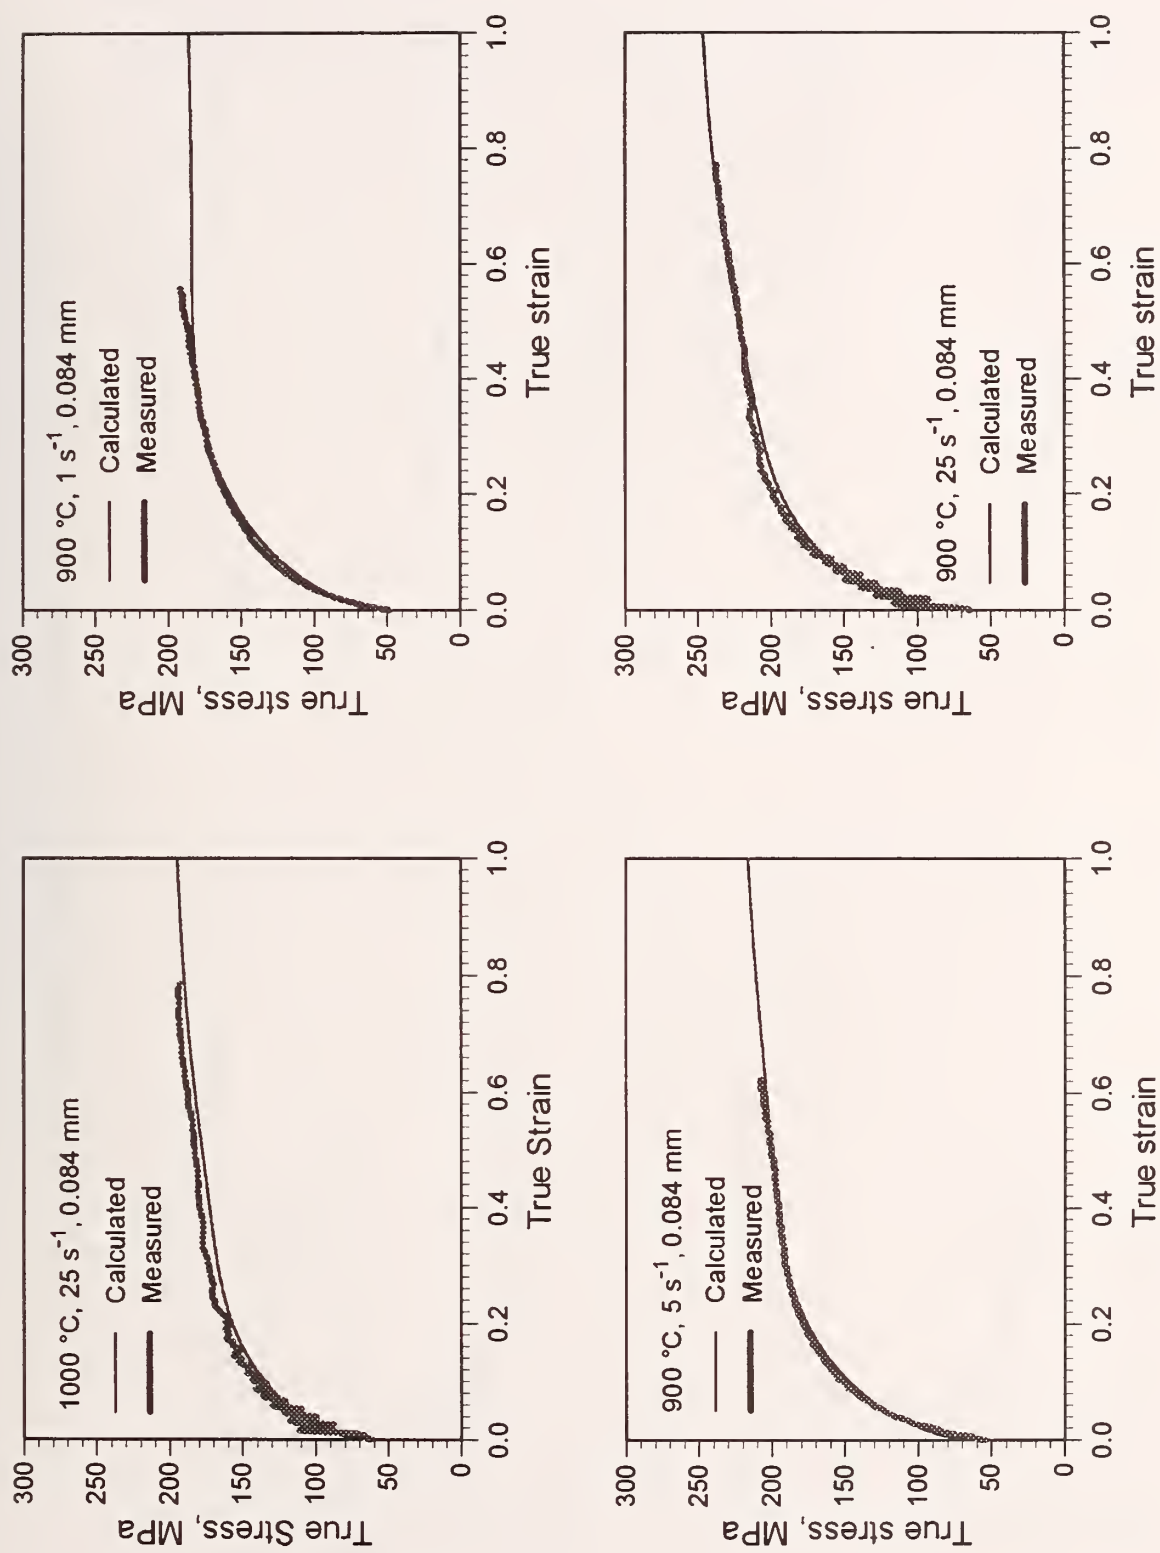 1000 °C, 25 s⁻¹, 0.084 mm
Calculated
Measured
True Stress, MPa
300
250
200
150
100
50
0
0.0 0.2 0.4 0.6 0.8 1.0
True Strain
900 °C, 1 s⁻¹, 0.084 mm
Calculated
Measured
True stress, MPa
300
250
200
150
100
50
0
0.0 0.2 0.4 0.6 0.8 1.0
True strain
900 °C, 5 s⁻¹, 0.084 mm
Calculated
Measured
True stress, MPa
300
250
200
150
100
50
0
0.0 0.2 0.4 0.6 0.8 1.0
True strain
900 °C, 25 s⁻¹, 0.084 mm
Calculated
Measured
True stress, MPa
300
250
200
150
100
50
0
0.0 0.2 0.4 0.6 0.8 1.0
True strain